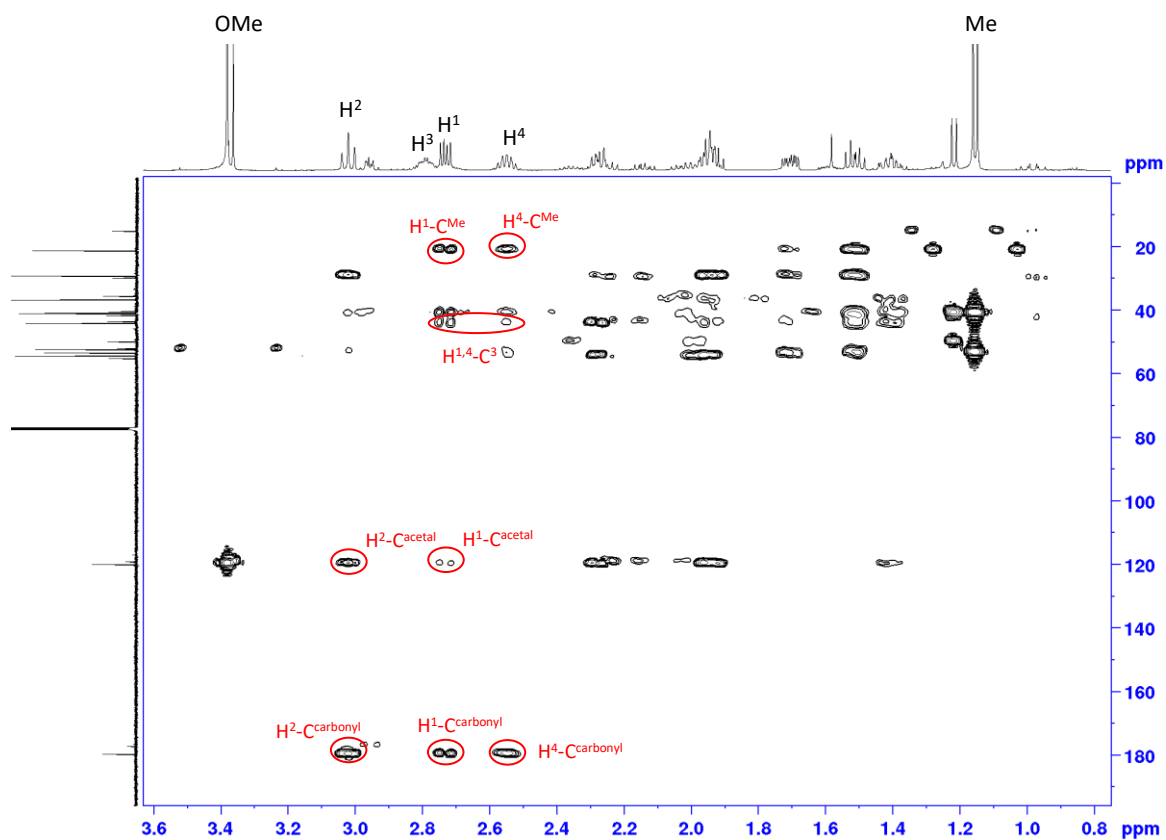 OMe
Me
H²
H³
H¹
H⁴
ppm
ppm
H¹-Cᴹᵉ
H⁴-Cᴹᵉ
20
40
H¹,⁴-C³
60
80
100
H²-Cᵃᶜᵉᵗᵃˡ
H¹-Cᵃᶜᵉᵗᵃˡ
120
140
160
H²-Cᶜᵃʳᵇᵒⁿʸˡ
H¹-Cᶜᵃʳᵇᵒⁿʸˡ
H⁴-Cᶜᵃʳᵇᵒⁿʸˡ
180
3.6 3.4 3.2 3.0 2.8 2.6 2.4 2.2 2.0 1.8 1.6 1.4 1.2 1.0 0.8 ppm